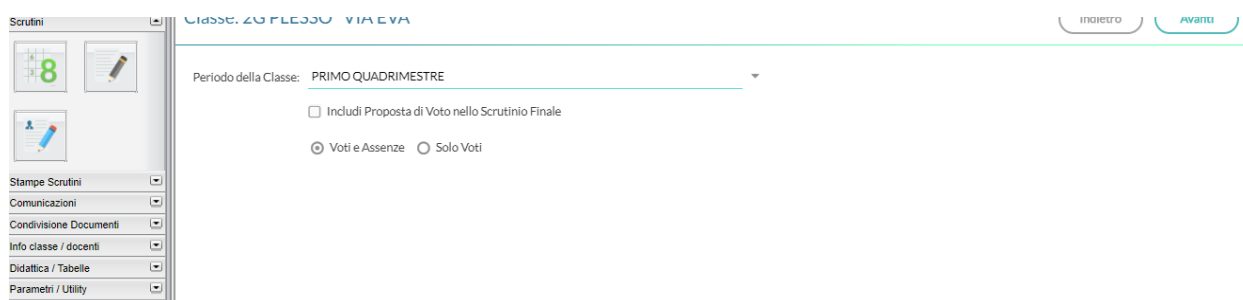 Scrutini
Classe: 2G PLESSO "VIA EVA"
Indietro
Avanti
8
Periodo della Classe: PRIMO QUADRIMESTRE
Includi Proposta di Voto nello Scrutinio Finale
Voti e Assenze Solo Voti
Stampe Scrutini
Comunicazioni
Condivisione Documenti
Info classe / docenti
Didattica / Tabelle
Parametri / Utility